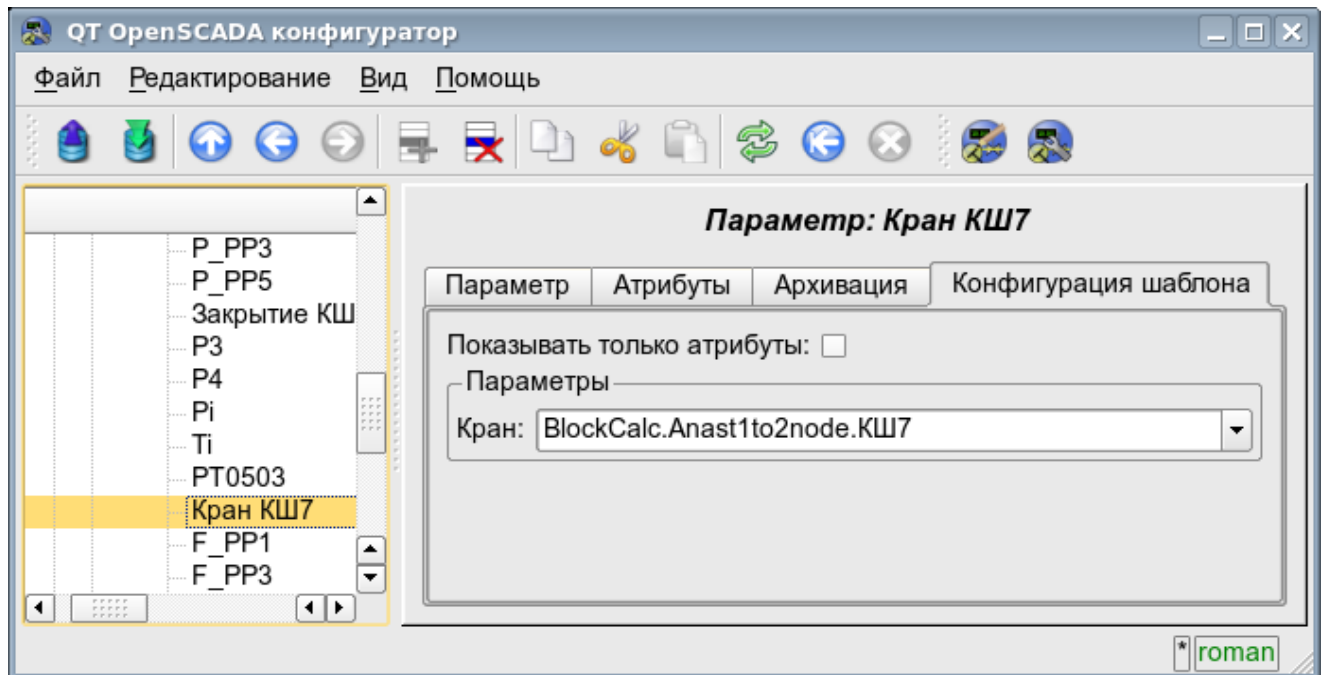 QT OpenSCADA конфигуратор
Файл Редактирование Вид Помощь
P_PP3
P_PP5
Закрытие КШ
P3
P4
Pi
Ti
PT0503
Кран КШ7
F_PP1
F_PP3
Параметр: Кран КШ7
Параметр Атрибуты Архивация Конфигурация шаблона
Показывать только атрибуты:
Параметры
Кран: BlockCalc.Anast1to2node.КШ7
* roman